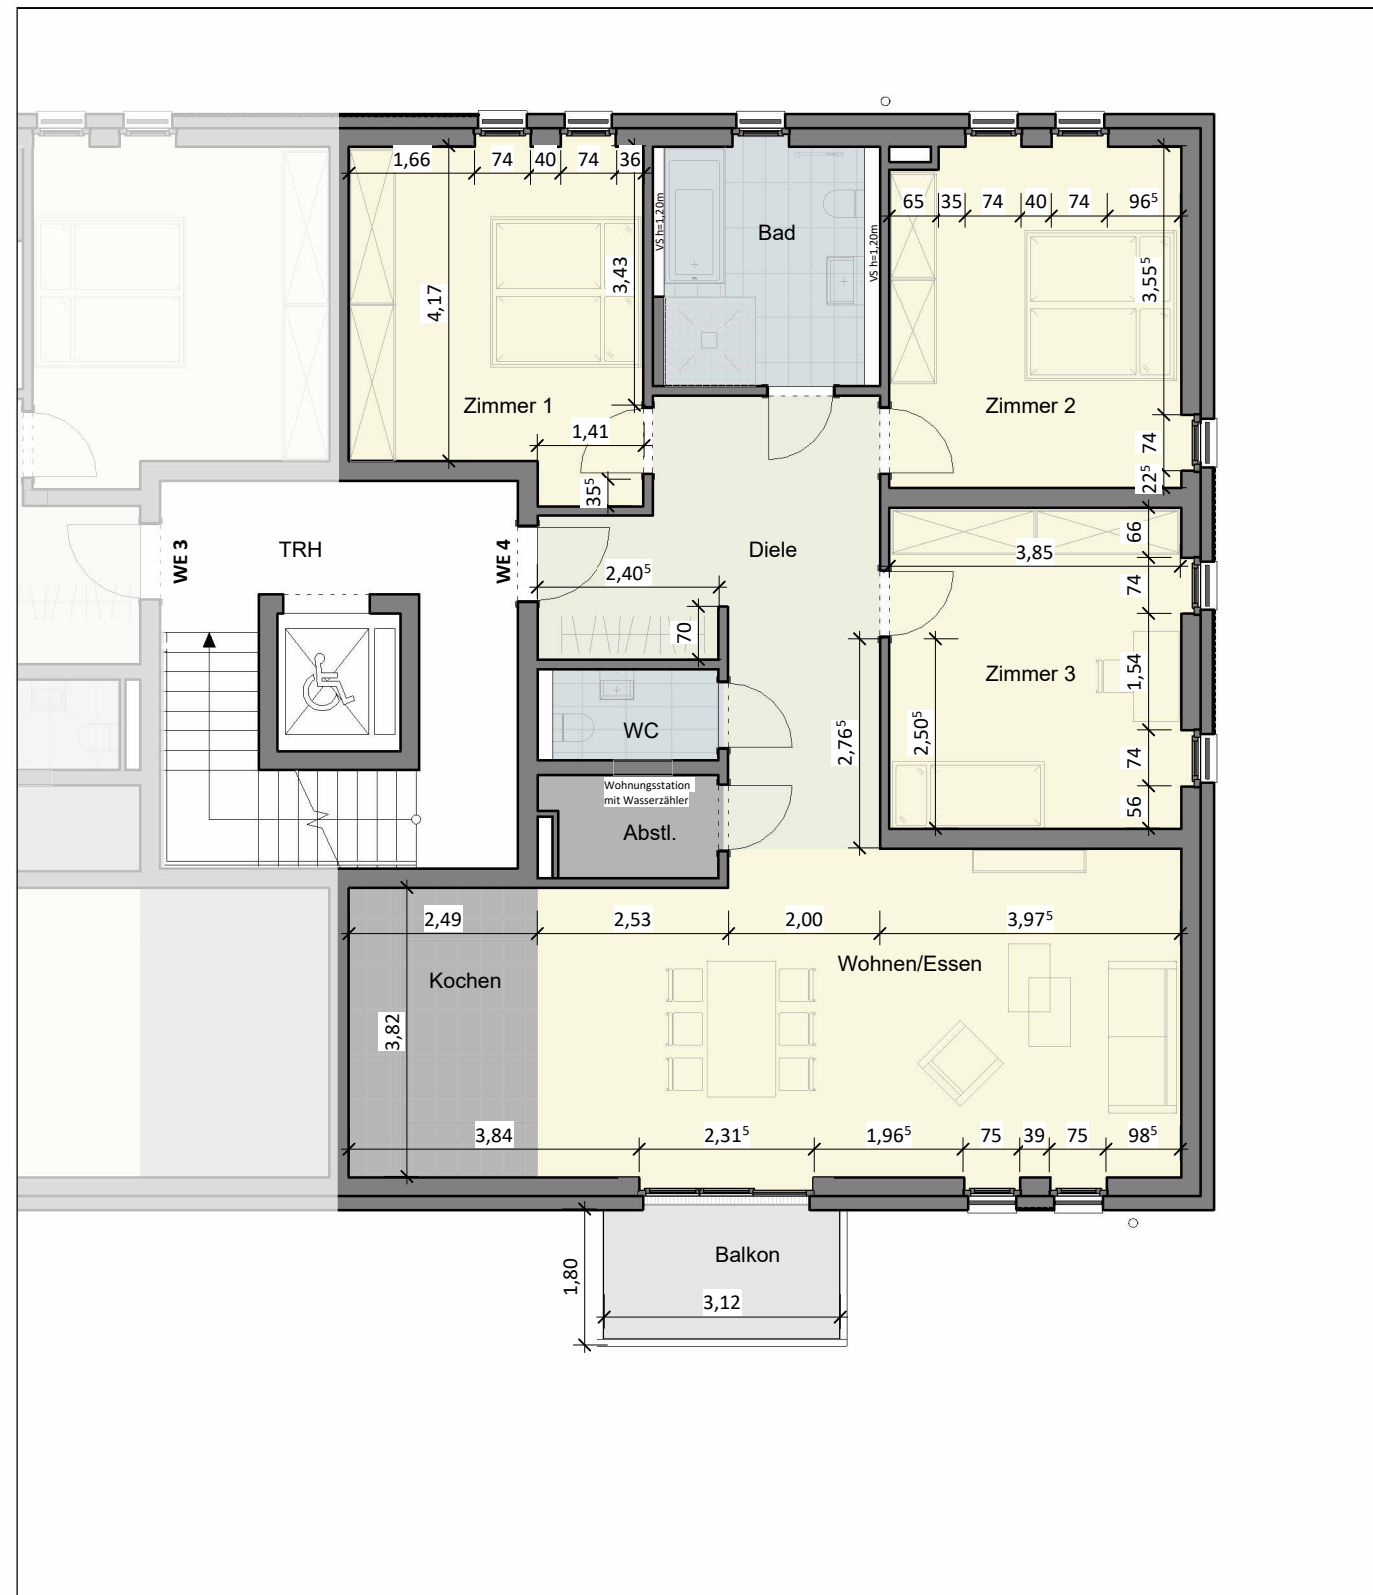 1,66 74 40 74 36
65 35 74 40 74 96⁵
VS h=1,20m
Bad
VS h=1,20m
3,43
4,17
3,55⁵
Zimmer 1
Zimmer 2
1,41
74
35⁵
22⁵
WE 3
TRH
WE 4
Diele
3,85
66
2,40⁵
74
70
Zimmer 3
1,54
WC
2,76⁵
2,50⁵
74
Wohnungsstation
mit Wasserzähler
56
Abstl.
2,49 2,53 2,00 3,97⁵
Wohnen/Essen
Kochen
3,82
3,84 2,31⁵ 1,96⁵ 75 39 75 98⁵
Balkon
1,80
3,12